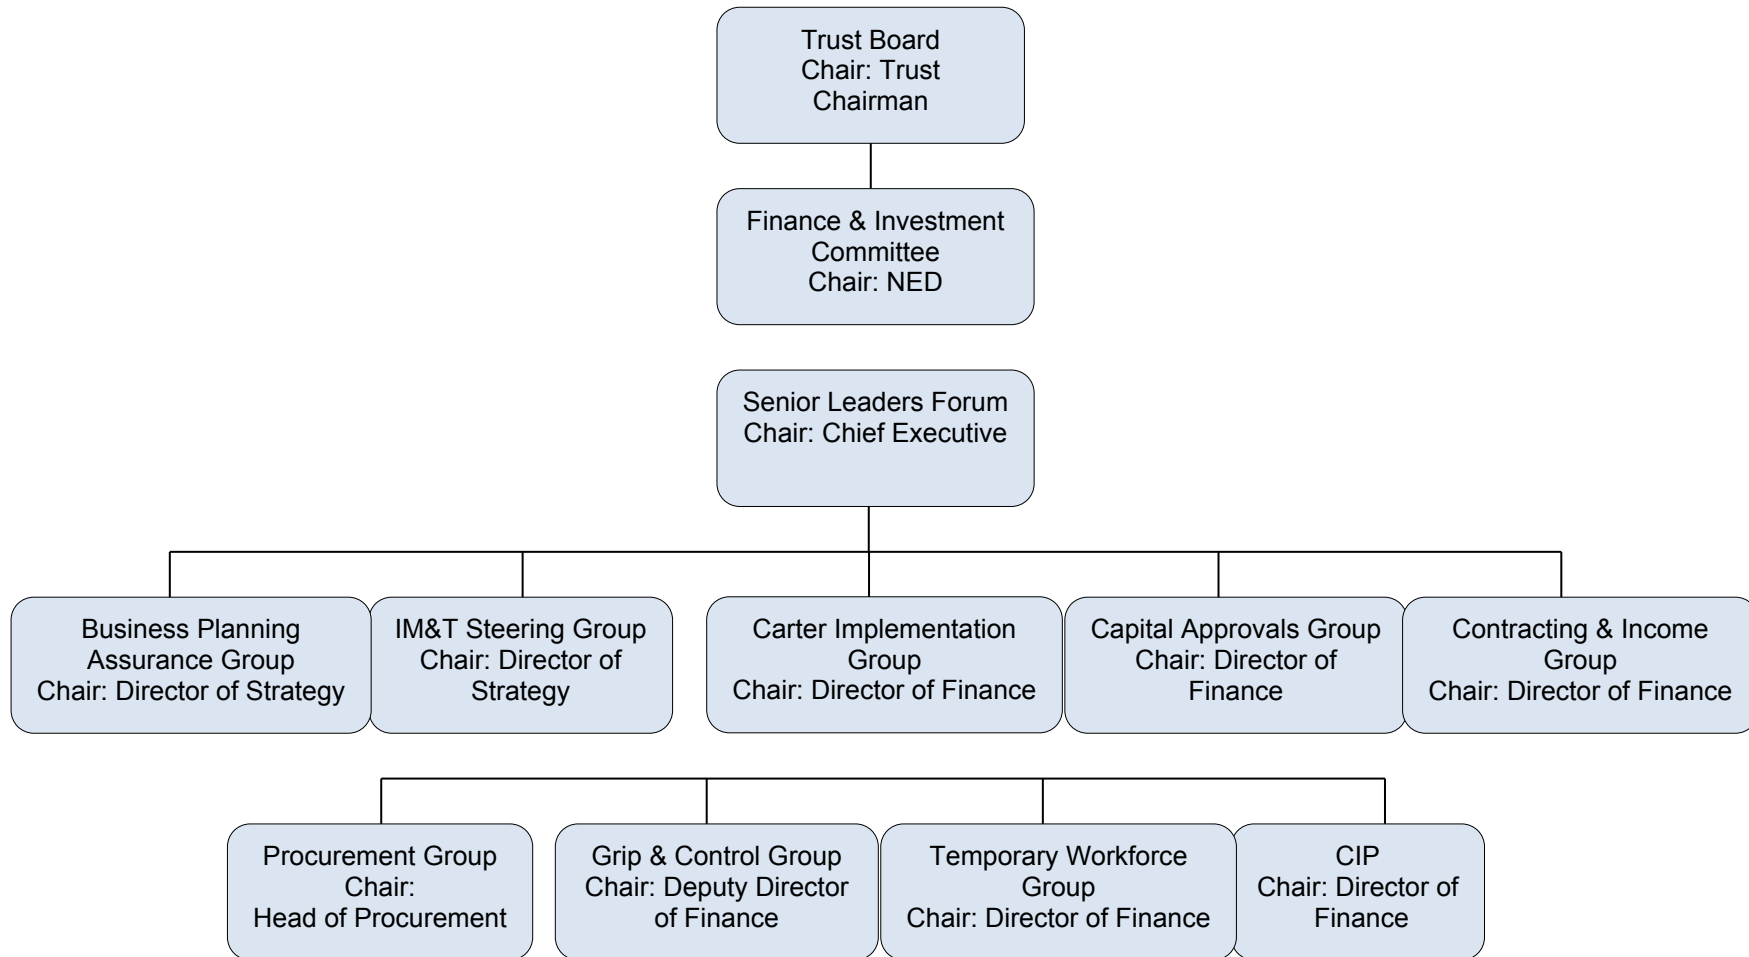 Trust Board
Chair: Trust
Chairman
Finance & Investment
Committee
Chair: NED
Senior Leaders Forum
Chair: Chief Executive
Business Planning
Assurance Group
Chair: Director of Strategy
IM&T Steering Group
Chair: Director of
Strategy
Carter Implementation
Group
Chair: Director of Finance
Capital Approvals Group
Chair: Director of
Finance
Contracting & Income
Group
Chair: Director of Finance
Procurement Group
Chair:
Head of Procurement
Grip & Control Group
Chair: Deputy Director
of Finance
Temporary Workforce
Group
Chair: Director of Finance
CIP
Chair: Director of
Finance